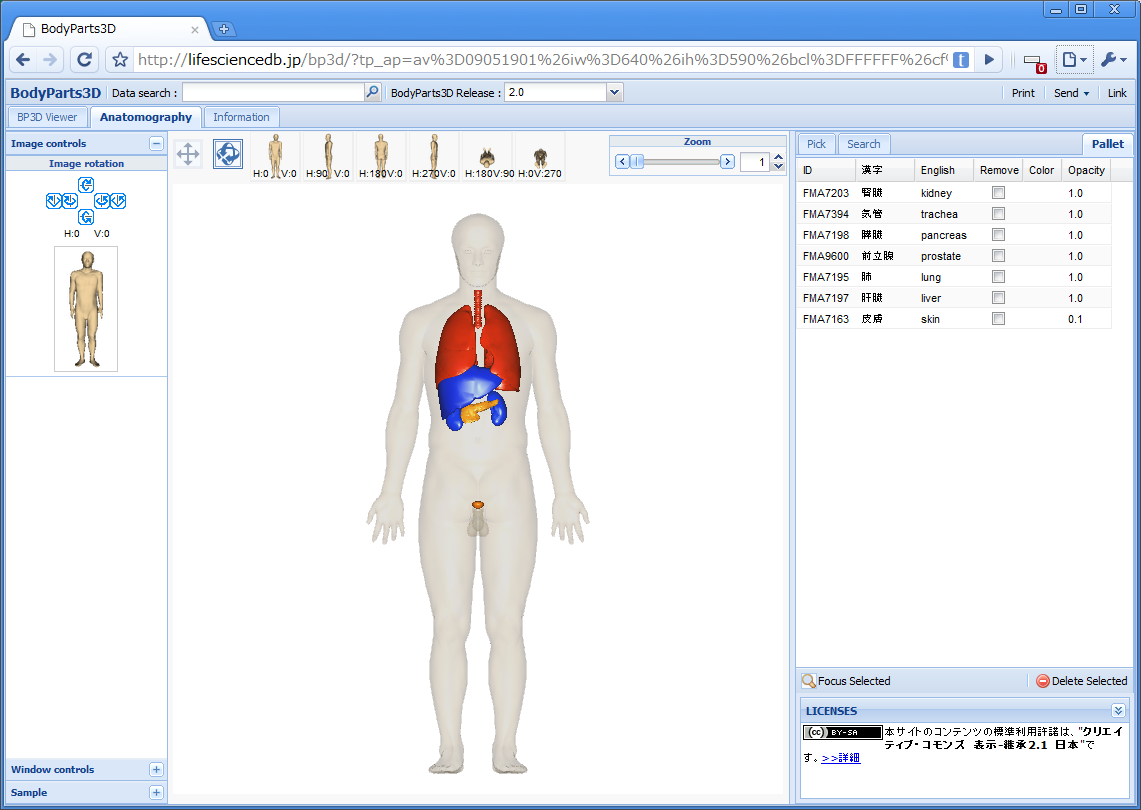 BodyParts3D
http://lifesciencedb.jp/bp3d/?tp_ap=av%3D09051901%26iw%3D640%26ih%3D590%26bcl%3DFFFFFF%26cf%
t
0
BodyParts3D Data search : BodyParts3D Release : 2.0 Print Send Link
BP3D Viewer Anatomography Information
Image controls
Image rotation
H:0 V:0
H:0 V:0 H:90 V:0 H:180V:0 H:270V:0 H:180V:90 H:0V:270
Zoom
1
Pick Search Pallet
ID 漢字 English Remove Color Opacity
FMA7203 腎臓 kidney 1.0
FMA7394 気管 trachea 1.0
FMA7198 膵臓 pancreas 1.0
FMA9600 前立腺 prostate 1.0
FMA7195 肺 lung 1.0
FMA7197 肝臓 liver 1.0
FMA7163 皮膚 skin 0.1
Focus Selected Delete Selected
LICENSES
cc BY-SA 本サイトのコンテンツの標準利用許諾は、"クリエイ
ティブ・コモンズ 表示-継承2.1 日本"で
す。>>詳細
Window controls
Sample